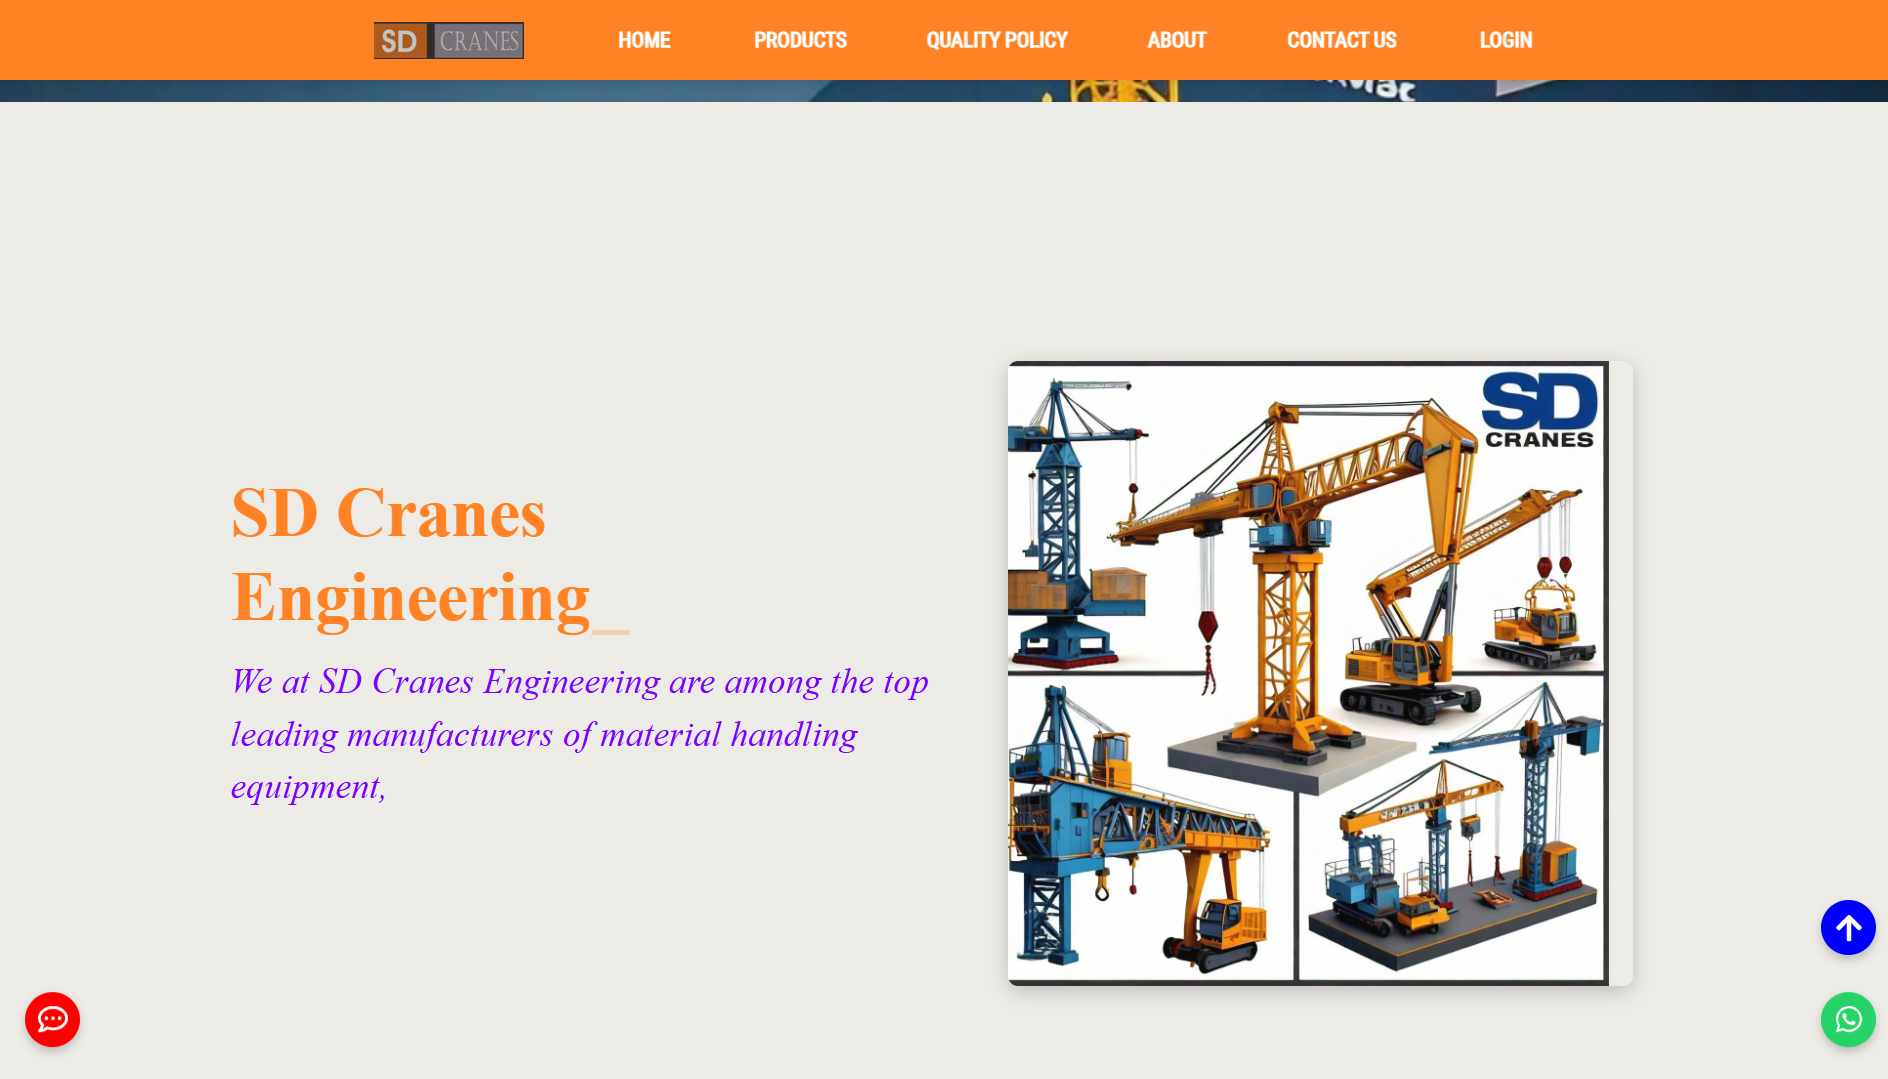 SD CRANES
HOME
PRODUCTS
QUALITY POLICY
ABOUT
CONTACT US
LOGIN
SD Cranes
Engineering_
We at SD Cranes Engineering are among the top
leading manufacturers of material handling
equipment,
SD
CRANES